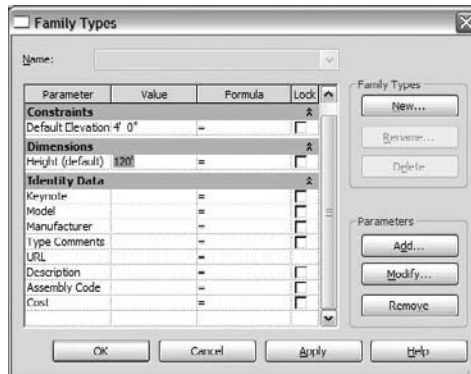 Family Types
Name:
Parameter Value Formula Lock
Constraints
Default Elevation 4' 0" =
Dimensions
Height (default) 120' =
Identity Data
Keynote =
Model =
Manufacturer =
Type Comments =
URL =
Description =
Assembly Code =
Cost =
Family Types
New...
Rename...
Delete
Parameters
Add...
Modify...
Remove
OK Cancel Apply Help